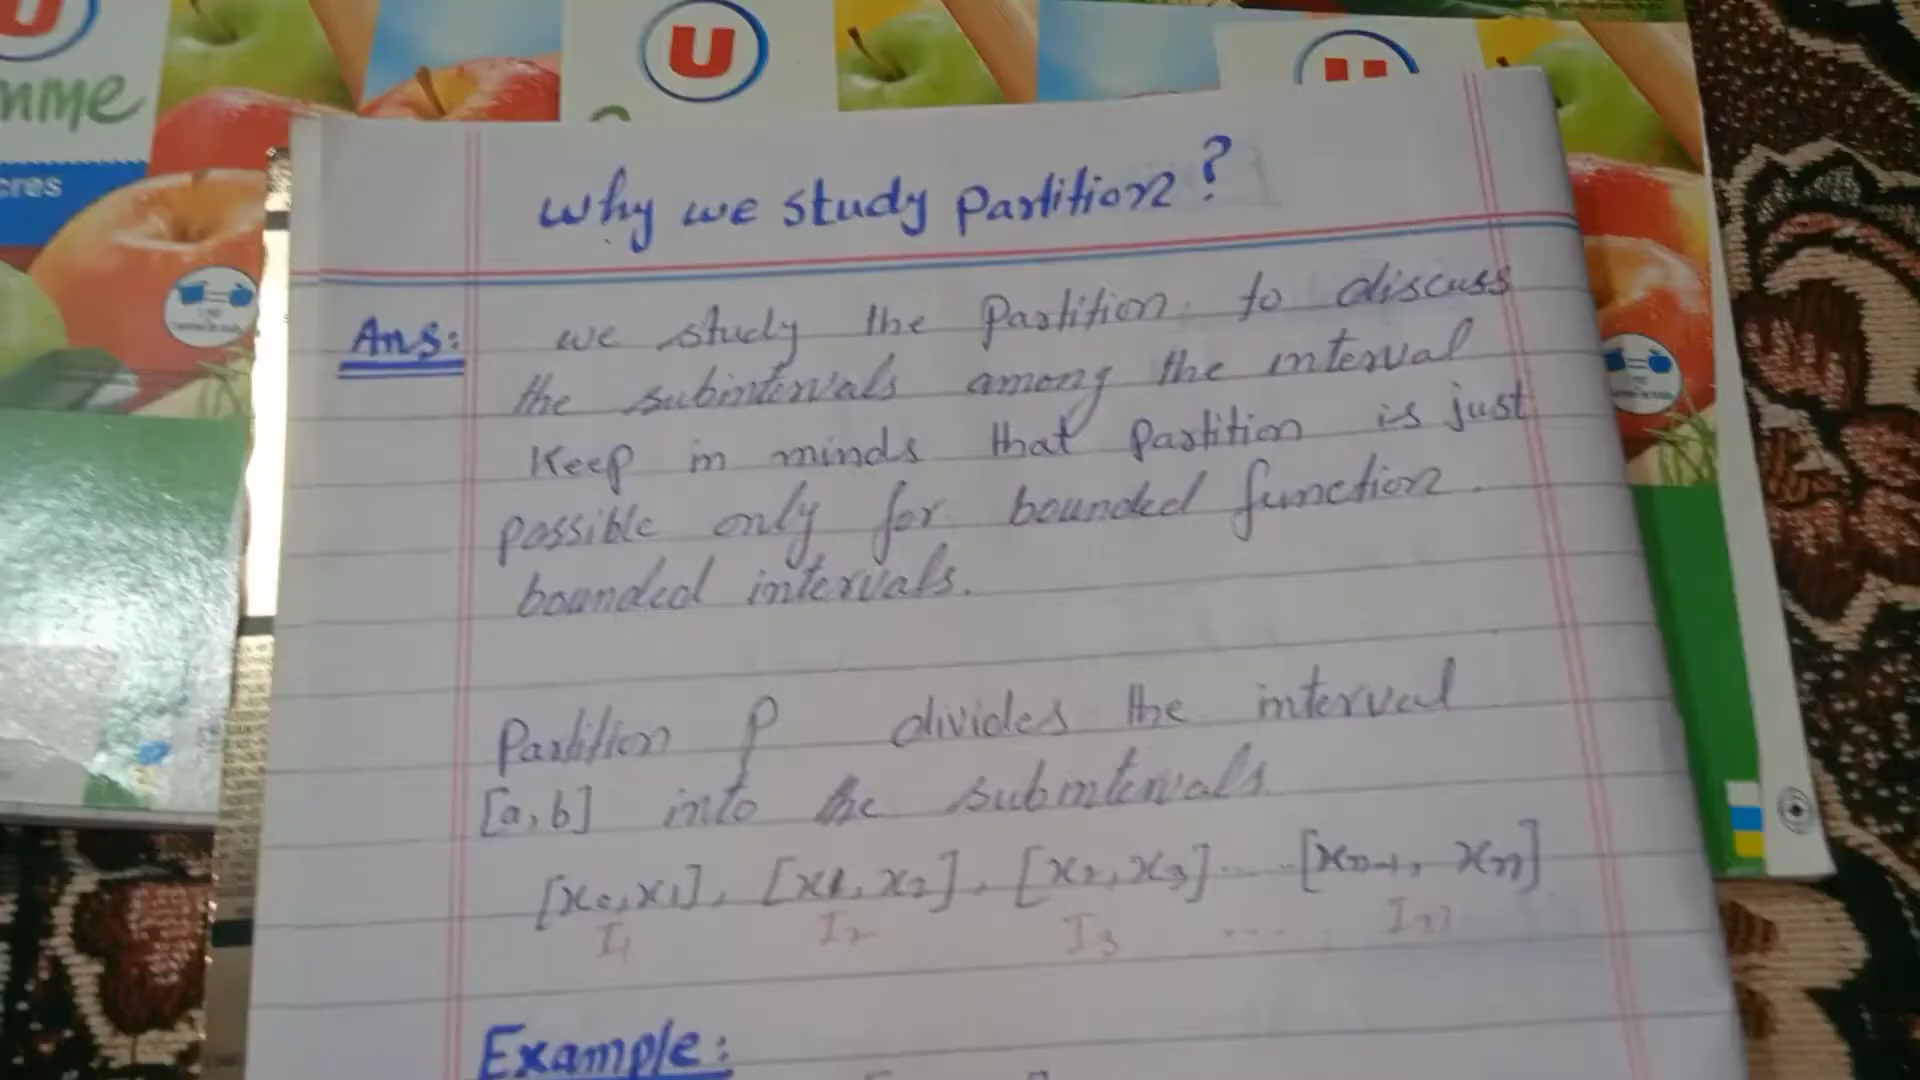 U
U
mme
cres
Why we study Partition?
Ans: we study the Partition. to discuss
the subintervals among the interval
Keep in minds that Partition is just
possible only for bounded function.
bounded intervals.
Partition P divides the interval
[a,b] into the subintervals
[x₀,x₁], [x₁,x₂], [x₂,x₃]....[xₙ₋₁, xₙ]
I₁ I₂ I₃ ..... Iₙ
Example: